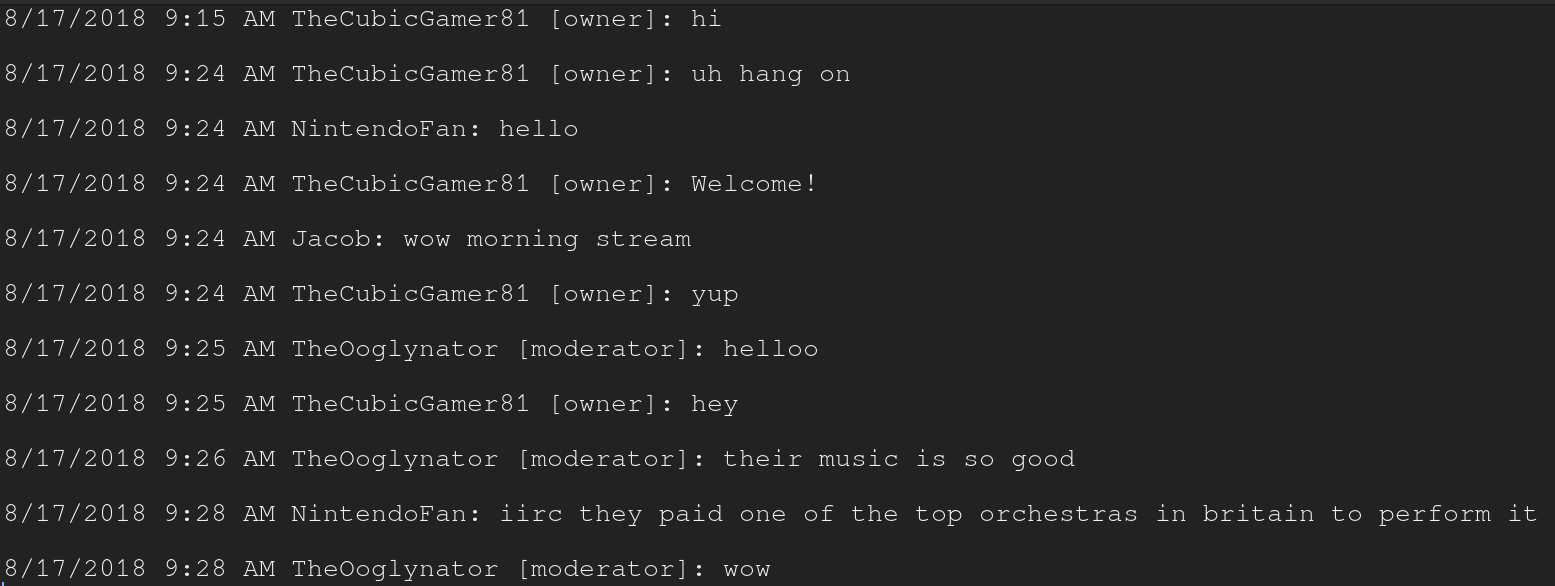 8/17/2018 9:15 AM TheCubicGamer81 [owner]: hi
8/17/2018 9:24 AM TheCubicGamer81 [owner]: uh hang on
8/17/2018 9:24 AM NintendoFan: hello
8/17/2018 9:24 AM TheCubicGamer81 [owner]: Welcome!
8/17/2018 9:24 AM Jacob: wow morning stream
8/17/2018 9:24 AM TheCubicGamer81 [owner]: yup
8/17/2018 9:25 AM TheOoglynator [moderator]: helloo
8/17/2018 9:25 AM TheCubicGamer81 [owner]: hey
8/17/2018 9:26 AM TheOoglynator [moderator]: their music is so good
8/17/2018 9:28 AM NintendoFan: iirc they paid one of the top orchestras in britain to perform it
8/17/2018 9:28 AM TheOoglynator [moderator]: wow